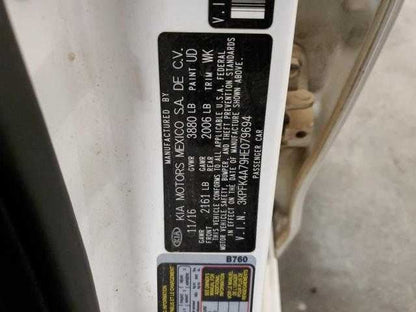 KIA
MANUFACTURED BY
KIA MOTORS MEXICO S.A. DE C.V.
11/16 GVWR 3880 LB PAINT UD
GAWR FRONT 2161 LB GAWR REAR 2006 LB TRIM WK
THIS VEHICLE CONFORMS TO ALL APPLICABLE U.S.A. FEDERAL
MOTOR VEHICLE SAFETY, BUMPER, AND THEFT PREVENTION STANDARDS
IN EFFECT ON THE DATE OF MANUFACTURE SHOWN ABOVE.
V.I.N. 3KPFK4A79HE079694
PASSENGER CAR
V.I.N
B760